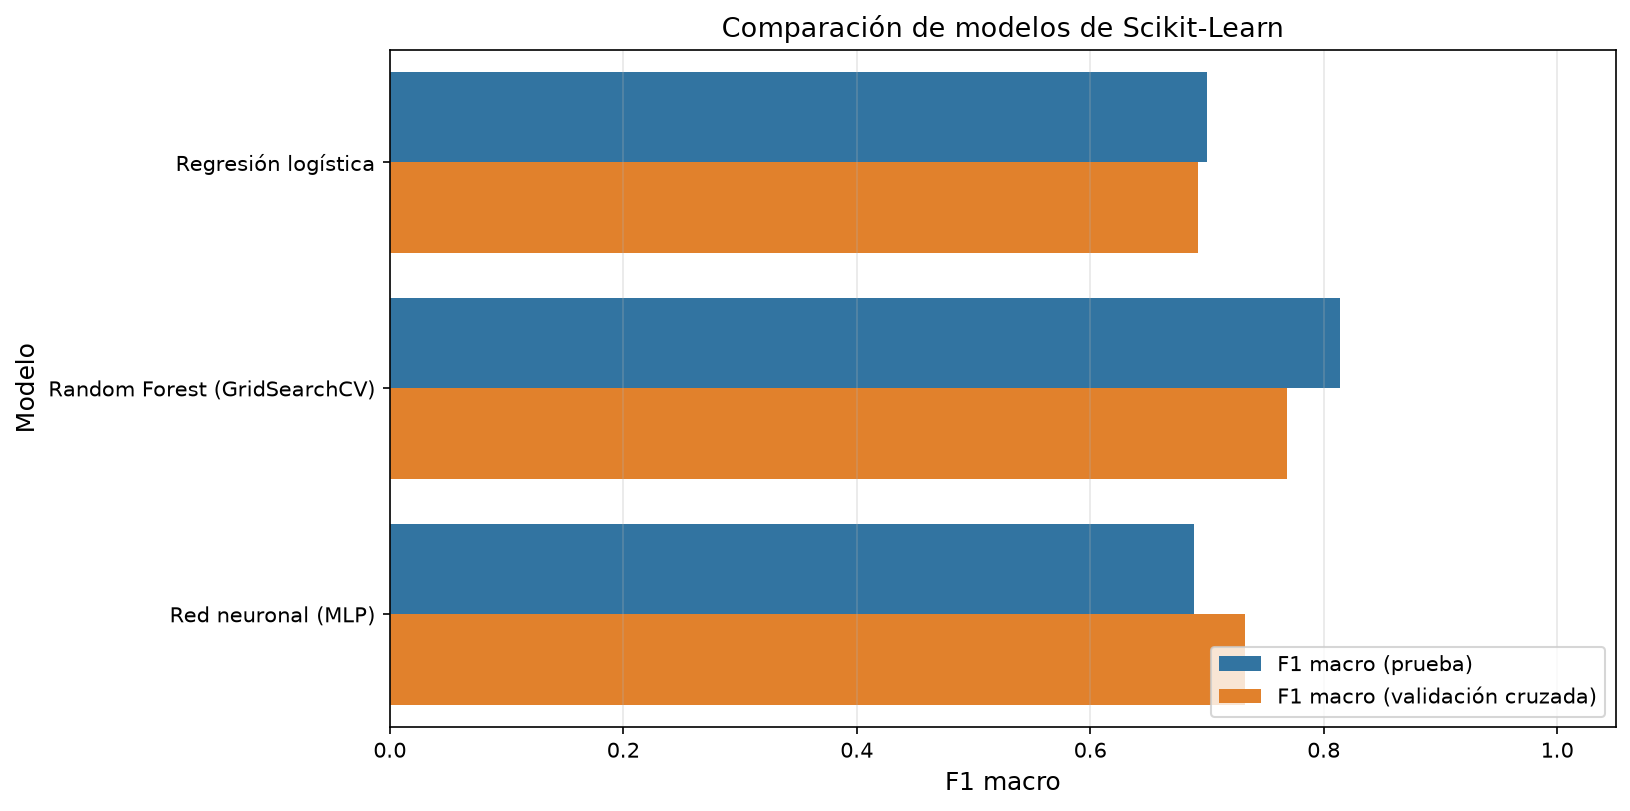 Comparación de modelos de Scikit-Learn
Modelo
Regresión logística
Random Forest (GridSearchCV)
Red neuronal (MLP)
F1 macro (prueba)
F1 macro (validación cruzada)
0.0 0.2 0.4 0.6 0.8 1.0
F1 macro